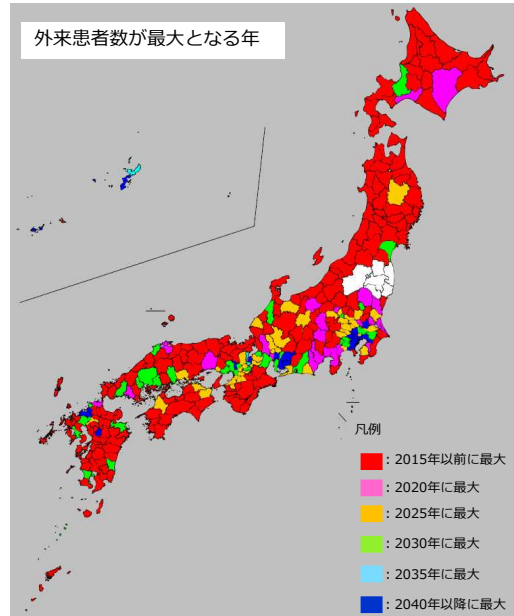 外来患者数が最大となる年
凡例
：2015年以前に最大
：2020年に最大
：2025年に最大
：2030年に最大
：2035年に最大
：2040年以降に最大